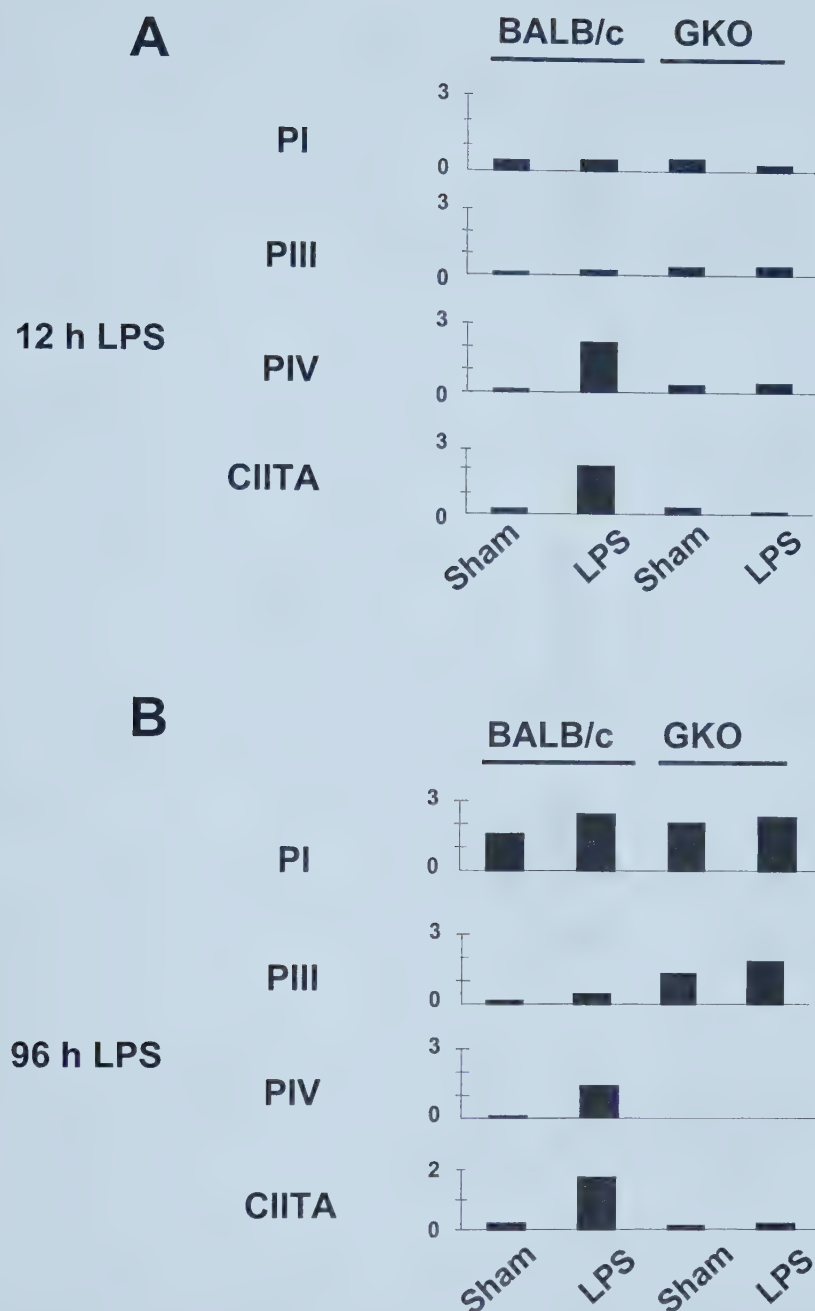 A
BALB/c GKO
3
PI
0
3
PIII
0
12 h LPS
3
PIV
0
3
CIITA
0
Sham LPS Sham LPS
B
BALB/c GKO
3
PI
0
3
PIII
0
96 h LPS
3
PIV
0
2
CIITA
0
Sham LPS Sham LPS